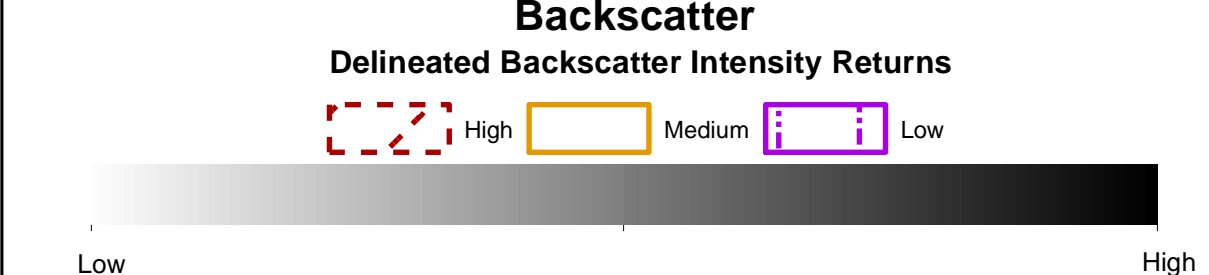 Backscatter
Delineated Backscatter Intensity Returns
High Medium Low
Low High